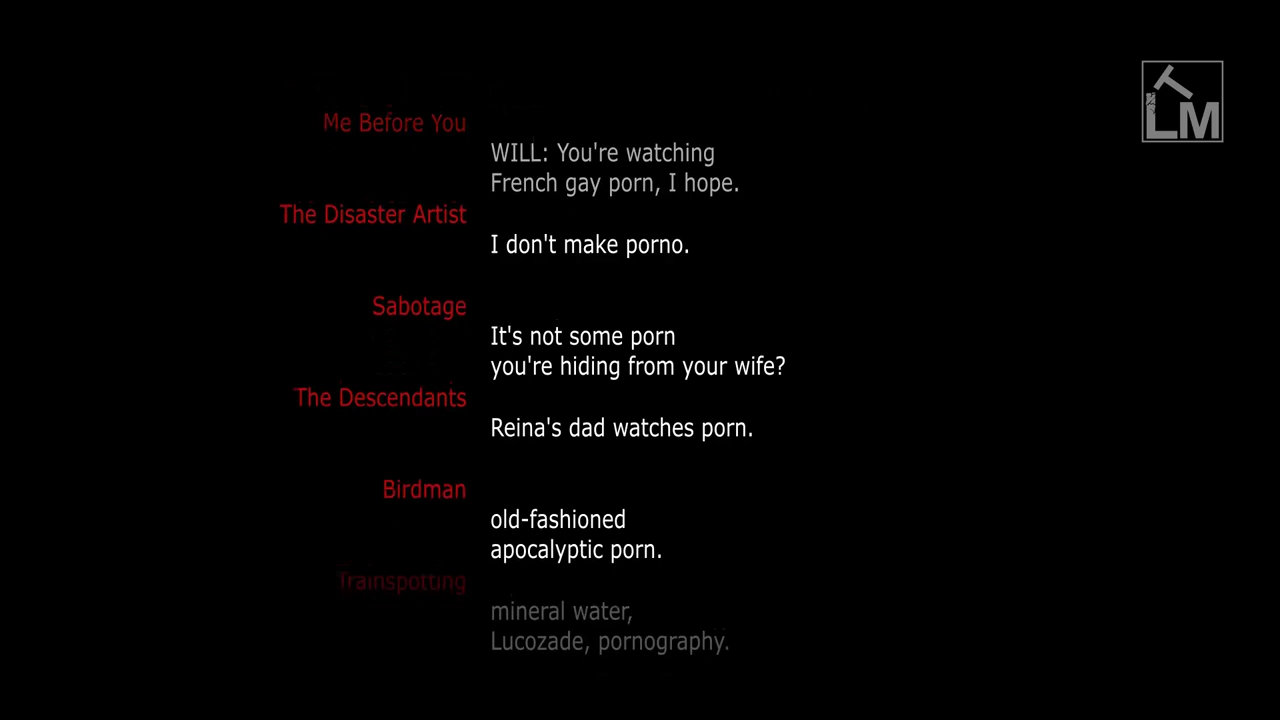 Me Before You
WILL: You're watching
French gay porn, I hope.
The Disaster Artist
I don't make porno.
Sabotage
It's not some porn
you're hiding from your wife?
The Descendants
Reina's dad watches porn.
Birdman
old-fashioned
apocalyptic porn.
Trainspotting
mineral water,
Lucozade, pornography.
LM